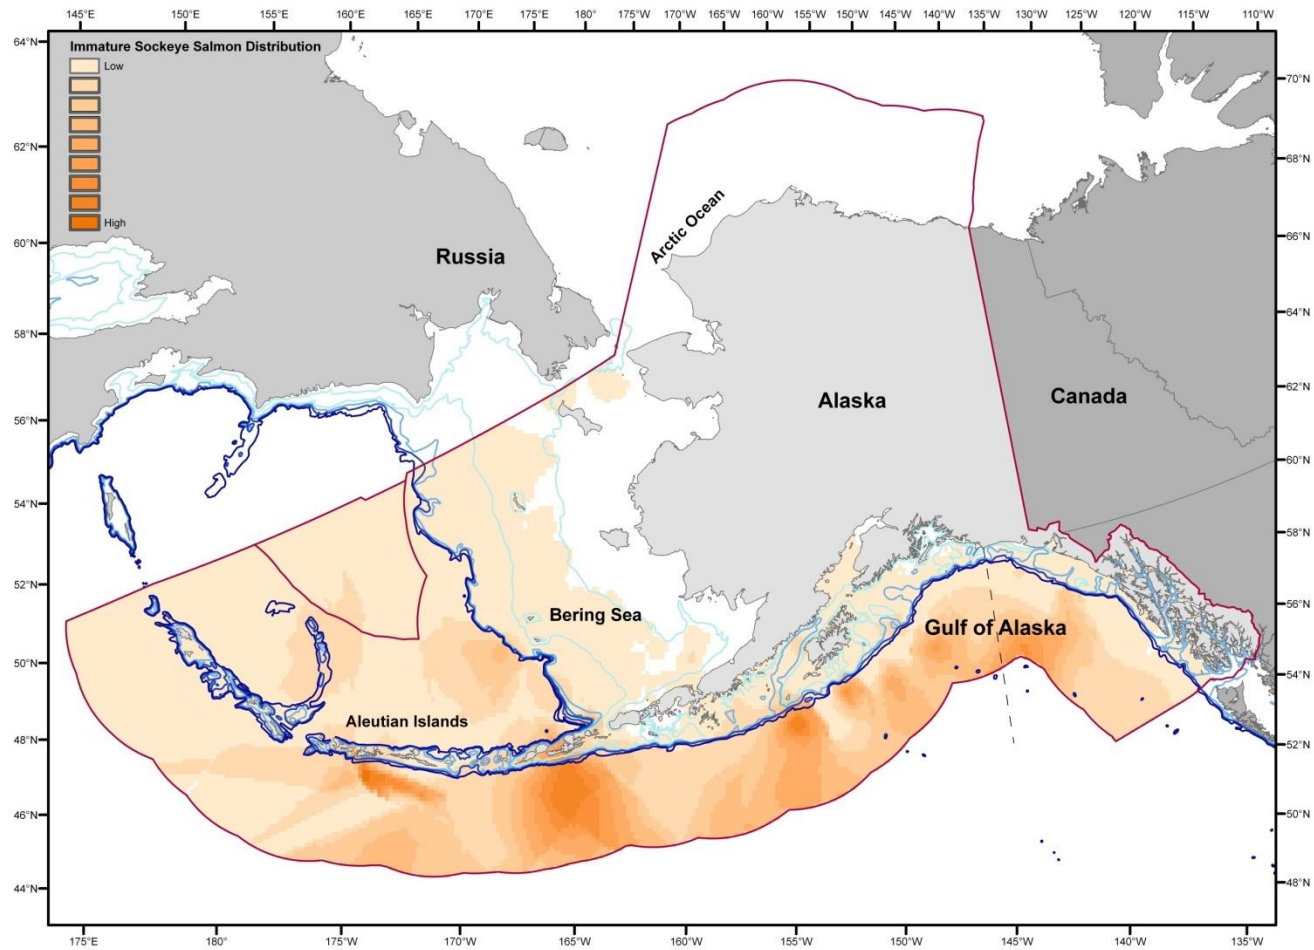 145°E 150°E 155°E 160°E 165°E 170°E 175°E 180° 175°W 170°W 165°W 160°W 155°W 150°W 145°W 140°W 135°W 130°W 125°W 120°W 115°W 110°W
64°N
Immature Sockeye Salmon Distribution
Low
70°N
62°N
68°N
High
Arctic Ocean
60°N
66°N
Russia
58°N
64°N
62°N
56°N
Alaska
Canada
60°N
54°N
58°N
52°N
Bering Sea
56°N
Gulf of Alaska
50°N
54°N
Aleutian Islands
48°N
52°N
46°N
50°N
44°N
48°N
175°E 180° 175°W 170°W 165°W 160°W 155°W 150°W 145°W 140°W 135°W